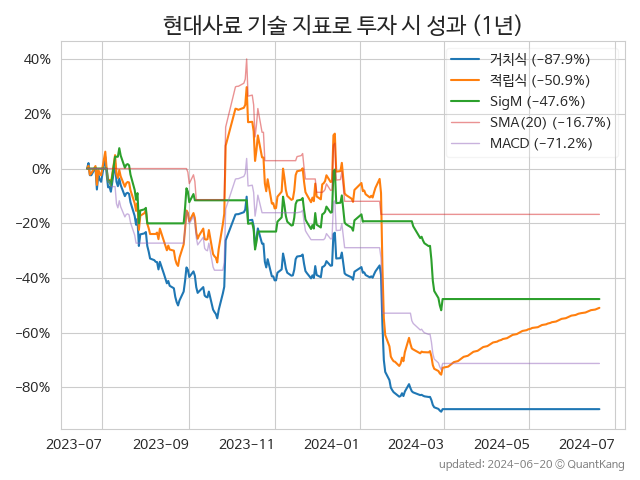 현대사료 기술 지표로 투자 시 성과 (1년)
거치식 (−87.9%)
적립식 (−50.9%)
SigM (−47.6%)
SMA(20) (−16.7%)
MACD (−71.2%)
40%
20%
0%
−20%
−40%
−60%
−80%
2023−07 2023−09 2023−11 2024−01 2024−03 2024−05 2024−07
updated: 2024−06−20 © QuantKang